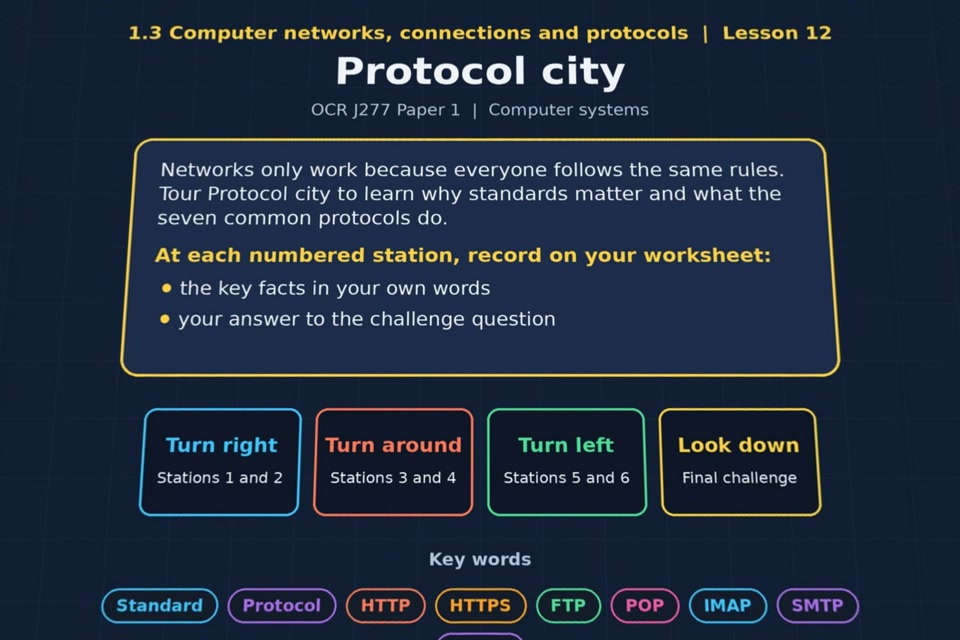 1.3 Computer networks, connections and protocols | Lesson 12
Protocol city
OCR J277 Paper 1 | Computer systems
Networks only work because everyone follows the same rules.
Tour Protocol city to learn why standards matter and what the
seven common protocols do.
At each numbered station, record on your worksheet:
• the key facts in your own words
• your answer to the challenge question
Turn right
Stations 1 and 2
Turn around
Stations 3 and 4
Turn left
Stations 5 and 6
Look down
Final challenge
Key words
Standard Protocol HTTP HTTPS FTP POP IMAP SMTP